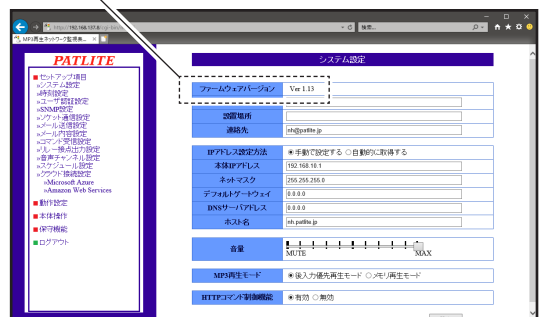 http://192.168.137.8/cgi-bin/
検索...
MP3再生ネットワーク監視表...
PATLITE
■セットアップ項目
»システム設定
»時刻設定
»ユーザ認証設定
»SNMP設定
»ソケット通信設定
»メール送信設定
»メール内容設定
»コマンド受信設定
»リレー接点出力設定
»音声チャンネル設定
»スケジュール設定
»クラウド接続設定
»Microsoft Azure
»Amazon Web Services
■動作設定
■本体操作
■保守機能
■ログアウト
システム設定
ファームウェアバージョン Ver 1.13
設置場所
連絡先 nh@patlite.jp
IPアドレス設定方法 ◉手動で設定する ○自動的に取得する
本体IPアドレス 192.168.10.1
ネットマスク 255.255.255.0
デフォルトゲートウェイ 0.0.0.0
DNSサーバアドレス 0.0.0.0
ホスト名 nh.patlite.jp
音量 MUTE MAX
MP3再生モード ◉後入力優先再生モード ○メモリ再生モード
HTTPコマンド制御機能 ◉有効 ○無効